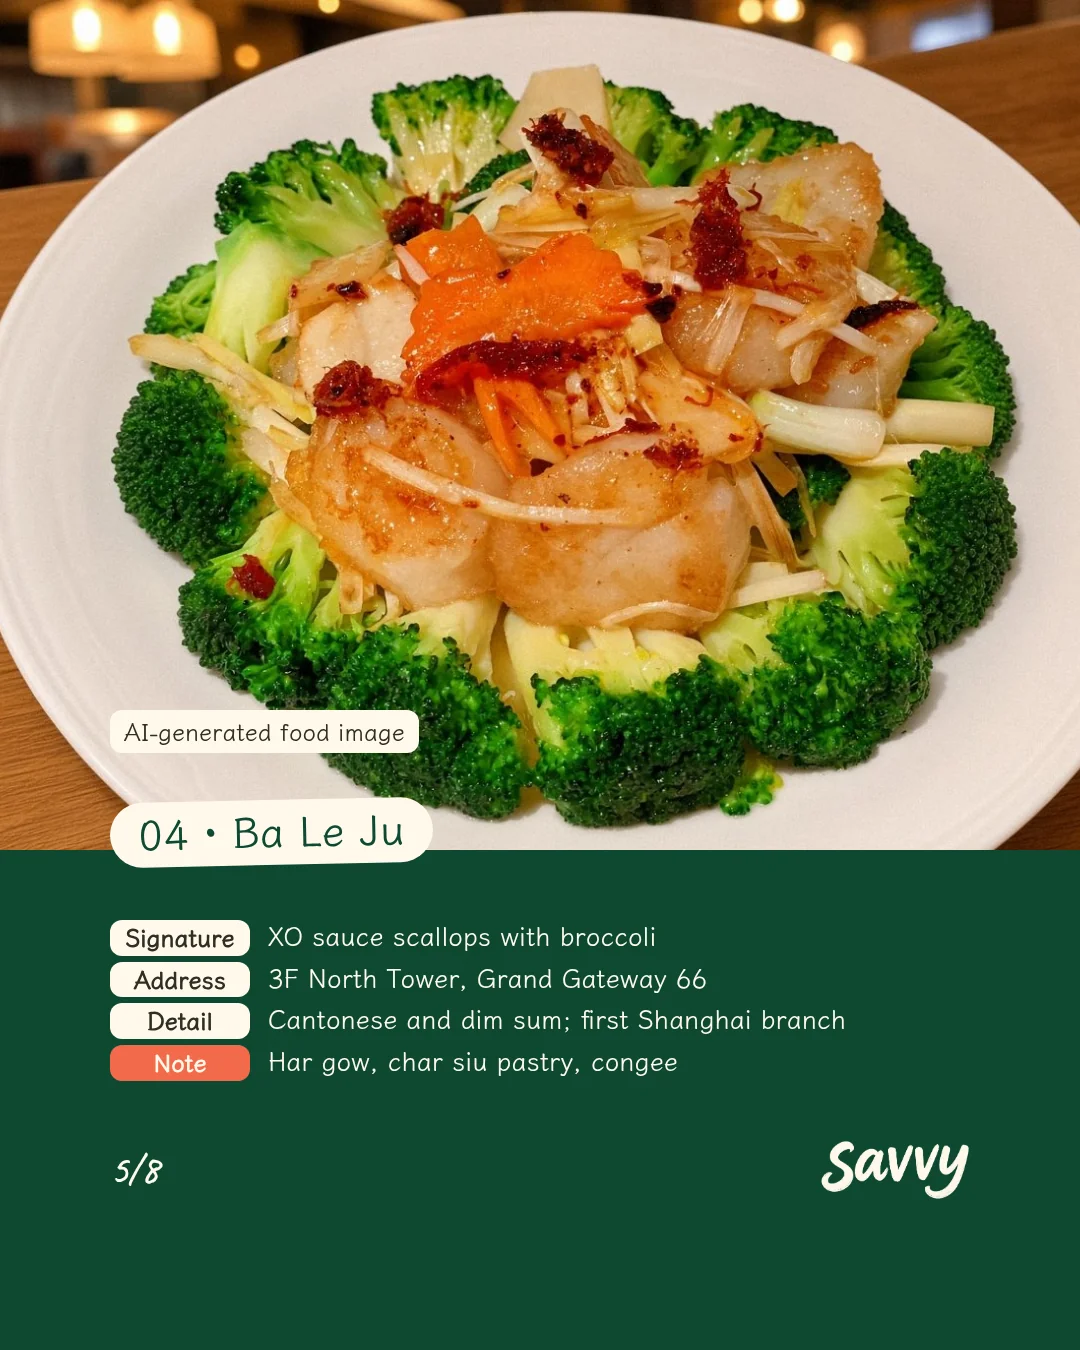 AI-generated food image
04 • Ba Le Ju
Signature XO sauce scallops with broccoli
Address 3F North Tower, Grand Gateway 66
Detail Cantonese and dim sum; first Shanghai branch
Note Har gow, char siu pastry, congee
5/8
Savvy